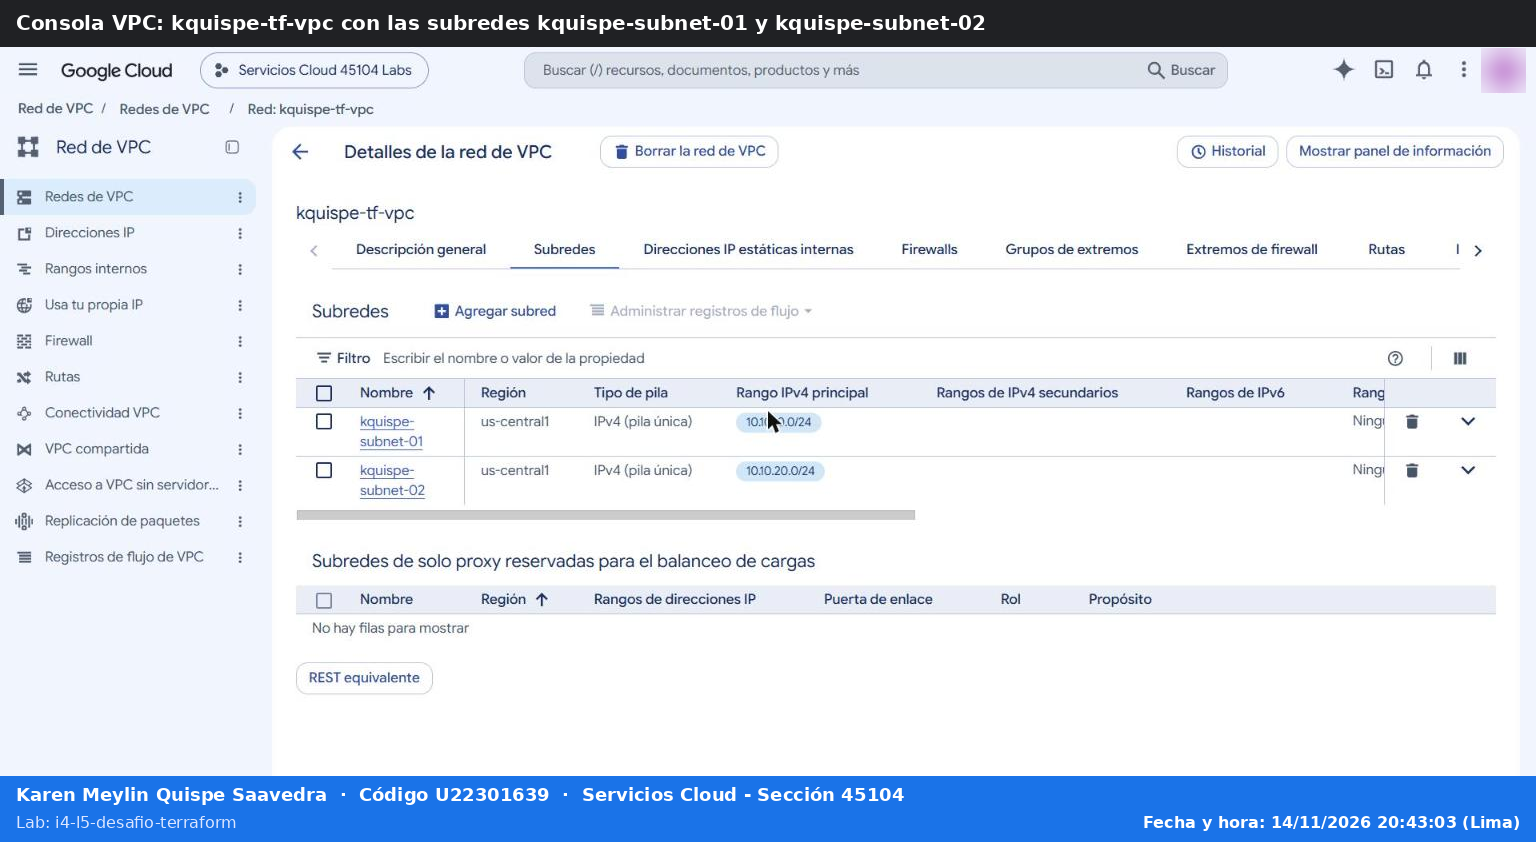 Consola VPC: kquispe-tf-vpc con las subredes kquispe-subnet-01 y kquispe-subnet-02
Google Cloud
Servicios Cloud 45104 Labs
Buscar (/) recursos, documentos, productos y más
Buscar
Red de VPC / Redes de VPC / Red: kquispe-tf-vpc
Red de VPC
Redes de VPC
Direcciones IP
Rangos internos
Usa tu propia IP
Firewall
Rutas
Conectividad VPC
VPC compartida
Acceso a VPC sin servidor...
Replicación de paquetes
Registros de flujo de VPC
Detalles de la red de VPC
Borrar la red de VPC
Historial
Mostrar panel de información
kquispe-tf-vpc
Descripción general
Subredes
Direcciones IP estáticas internas
Firewalls
Grupos de extremos
Extremos de firewall
Rutas
Subredes
Agregar subred
Administrar registros de flujo
Filtro
Escribir el nombre o valor de la propiedad
Nombre
Región
Tipo de pila
Rango IPv4 principal
Rangos de IPv4 secundarios
Rangos de IPv6
Rang
kquispe-
subnet-01
us-central1
IPv4 (pila única)
Ning
kquispe-
subnet-02
us-central1
IPv4 (pila única)
10.10.20.0/24
Ning
Subredes de solo proxy reservadas para el balanceo de cargas
Nombre
Región
Rangos de direcciones IP
Puerta de enlace
Rol
Propósito
No hay filas para mostrar
REST equivalente
Karen Meylin Quispe Saavedra · Código U22301639 · Servicios Cloud - Sección 45104
Lab: i4-l5-desafio-terraform
Fecha y hora: 14/11/2026 20:43:03 (Lima)